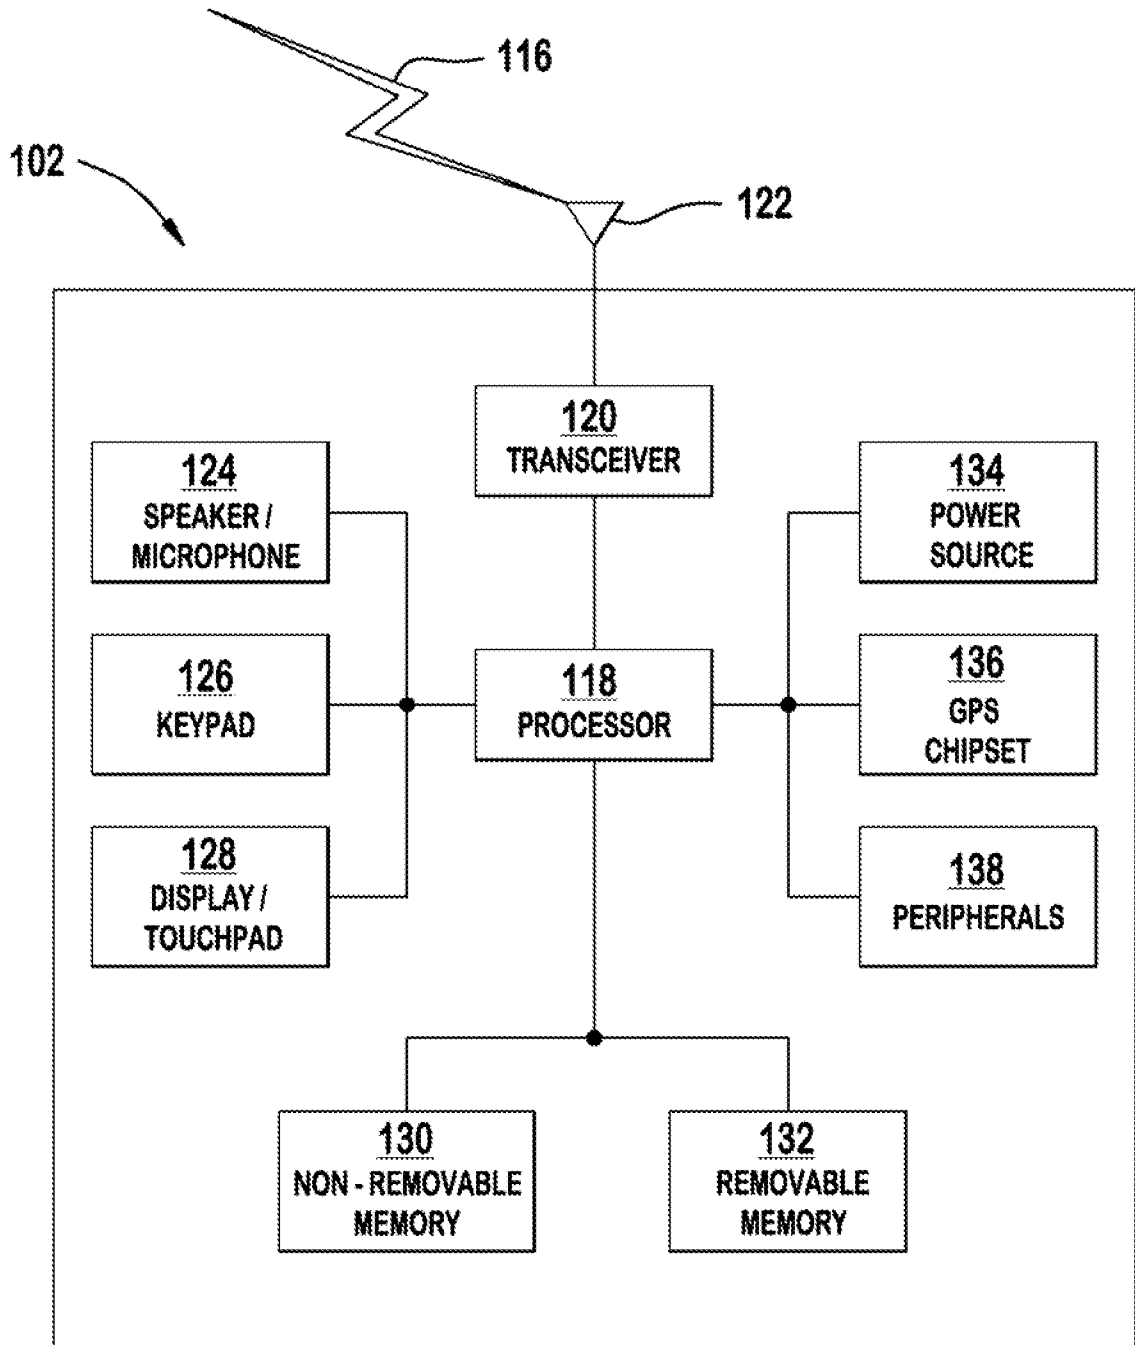 116
102
122
120
TRANSCEIVER
124
SPEAKER /
MICROPHONE
134
POWER
SOURCE
126
KEYPAD
118
PROCESSOR
136
GPS
CHIPSET
128
DISPLAY /
TOUCHPAD
138
PERIPHERALS
130
NON - REMOVABLE
MEMORY
132
REMOVABLE
MEMORY